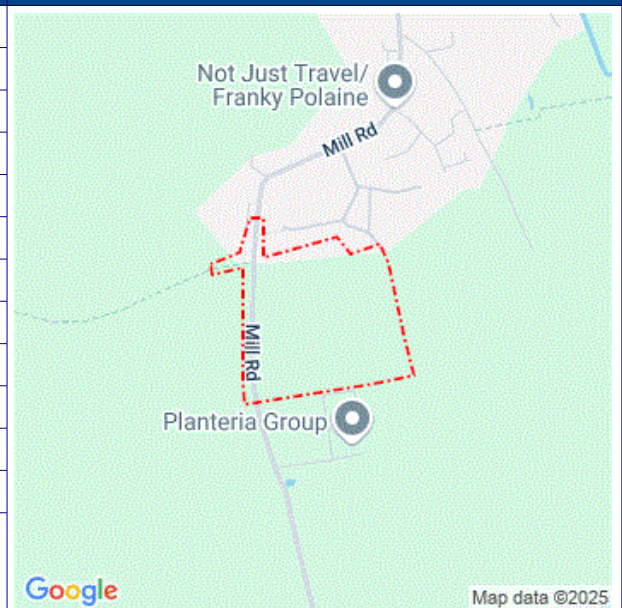 Not Just Travel/
Franky Polaine
Mill Rd
Mill Rd
Planteria Group
Google
Map data ©2025